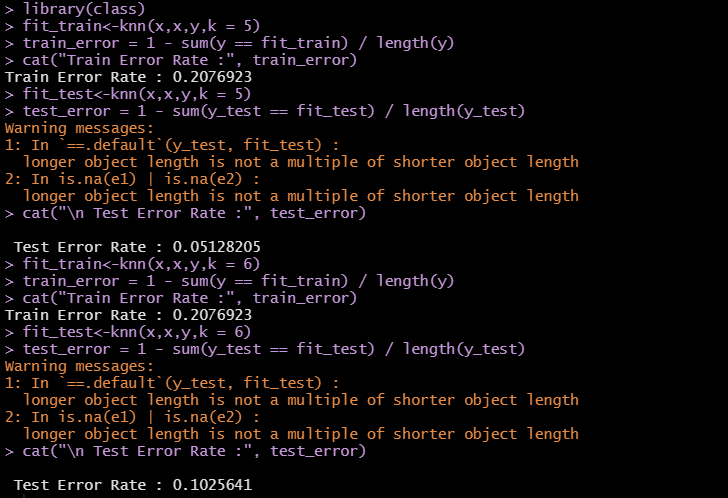 > library(class)
> fit_train<-knn(x,x,y,k = 5)
> train_error = 1 - sum(y == fit_train) / length(y)
> cat("Train Error Rate :", train_error)
Train Error Rate : 0.2076923
> fit_test<-knn(x,x,y,k = 5)
> test_error = 1 - sum(y_test == fit_test) / length(y_test)
Warning messages:
1: In `==.default`(y_test, fit_test) :
  longer object length is not a multiple of shorter object length
2: In is.na(e1) | is.na(e2) :
  longer object length is not a multiple of shorter object length
> cat("\n Test Error Rate :", test_error)

 Test Error Rate : 0.05128205
> fit_train<-knn(x,x,y,k = 6)
> train_error = 1 - sum(y == fit_train) / length(y)
> cat("Train Error Rate :", train_error)
Train Error Rate : 0.2076923
> fit_test<-knn(x,x,y,k = 6)
> test_error = 1 - sum(y_test == fit_test) / length(y_test)
Warning messages:
1: In `==.default`(y_test, fit_test) :
  longer object length is not a multiple of shorter object length
2: In is.na(e1) | is.na(e2) :
  longer object length is not a multiple of shorter object length
> cat("\n Test Error Rate :", test_error)

 Test Error Rate : 0.1025641